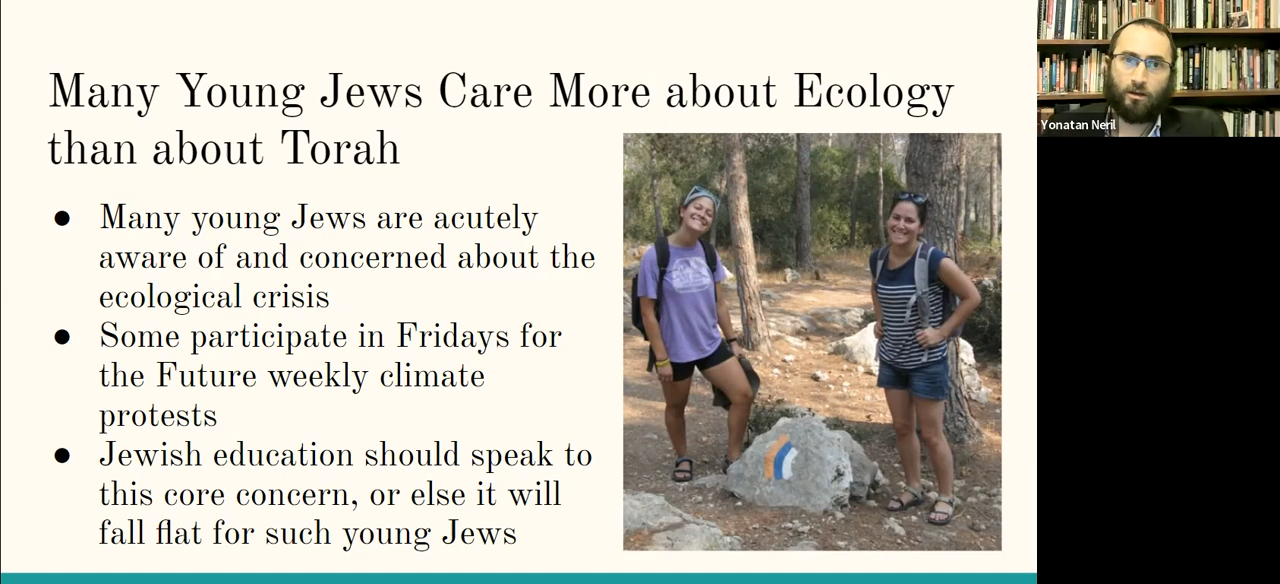 Many Young Jews Care More about Ecology
than about Torah
● Many young Jews are acutely
aware of and concerned about the
ecological crisis
● Some participate in Fridays for
the Future weekly climate
protests
● Jewish education should speak to
this core concern, or else it will
fall flat for such young Jews
Yonatan Neril